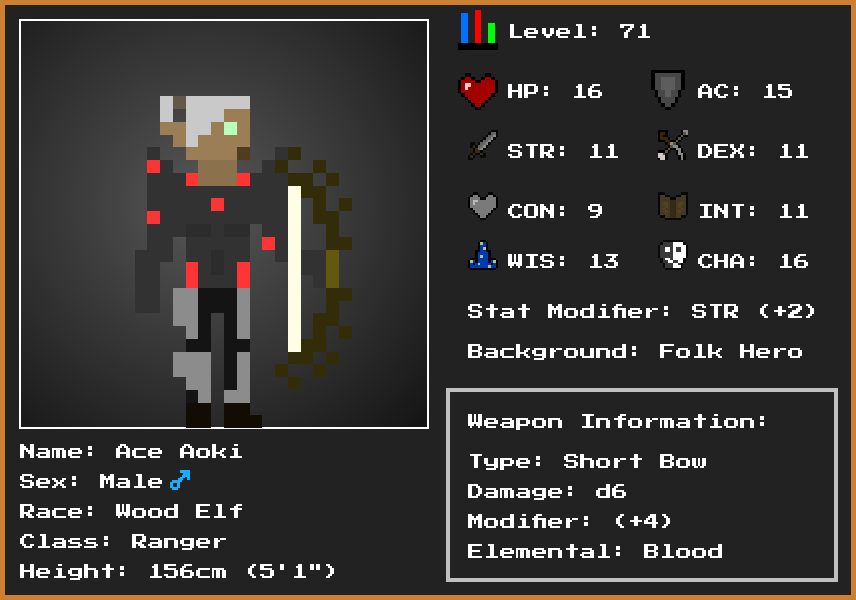 Level: 71
HP: 16 AC: 15
STR: 11 DEX: 11
CON: 9 INT: 11
WIS: 13 CHA: 16
Stat Modifier: STR (+2)
Background: Folk Hero
Weapon Information:
Type: Short Bow
Damage: d6
Modifier: (+4)
Elemental: Blood
Name: Ace Aoki
Sex: Male ♂
Race: Wood Elf
Class: Ranger
Height: 156cm (5'1")